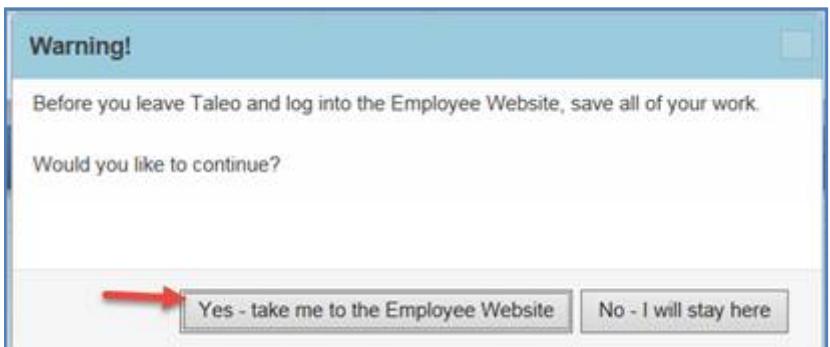 Warning!
Before you leave Taleo and log into the Employee Website, save all of your work.
Would you like to continue?
Yes - take me to the Employee Website
No - I will stay here